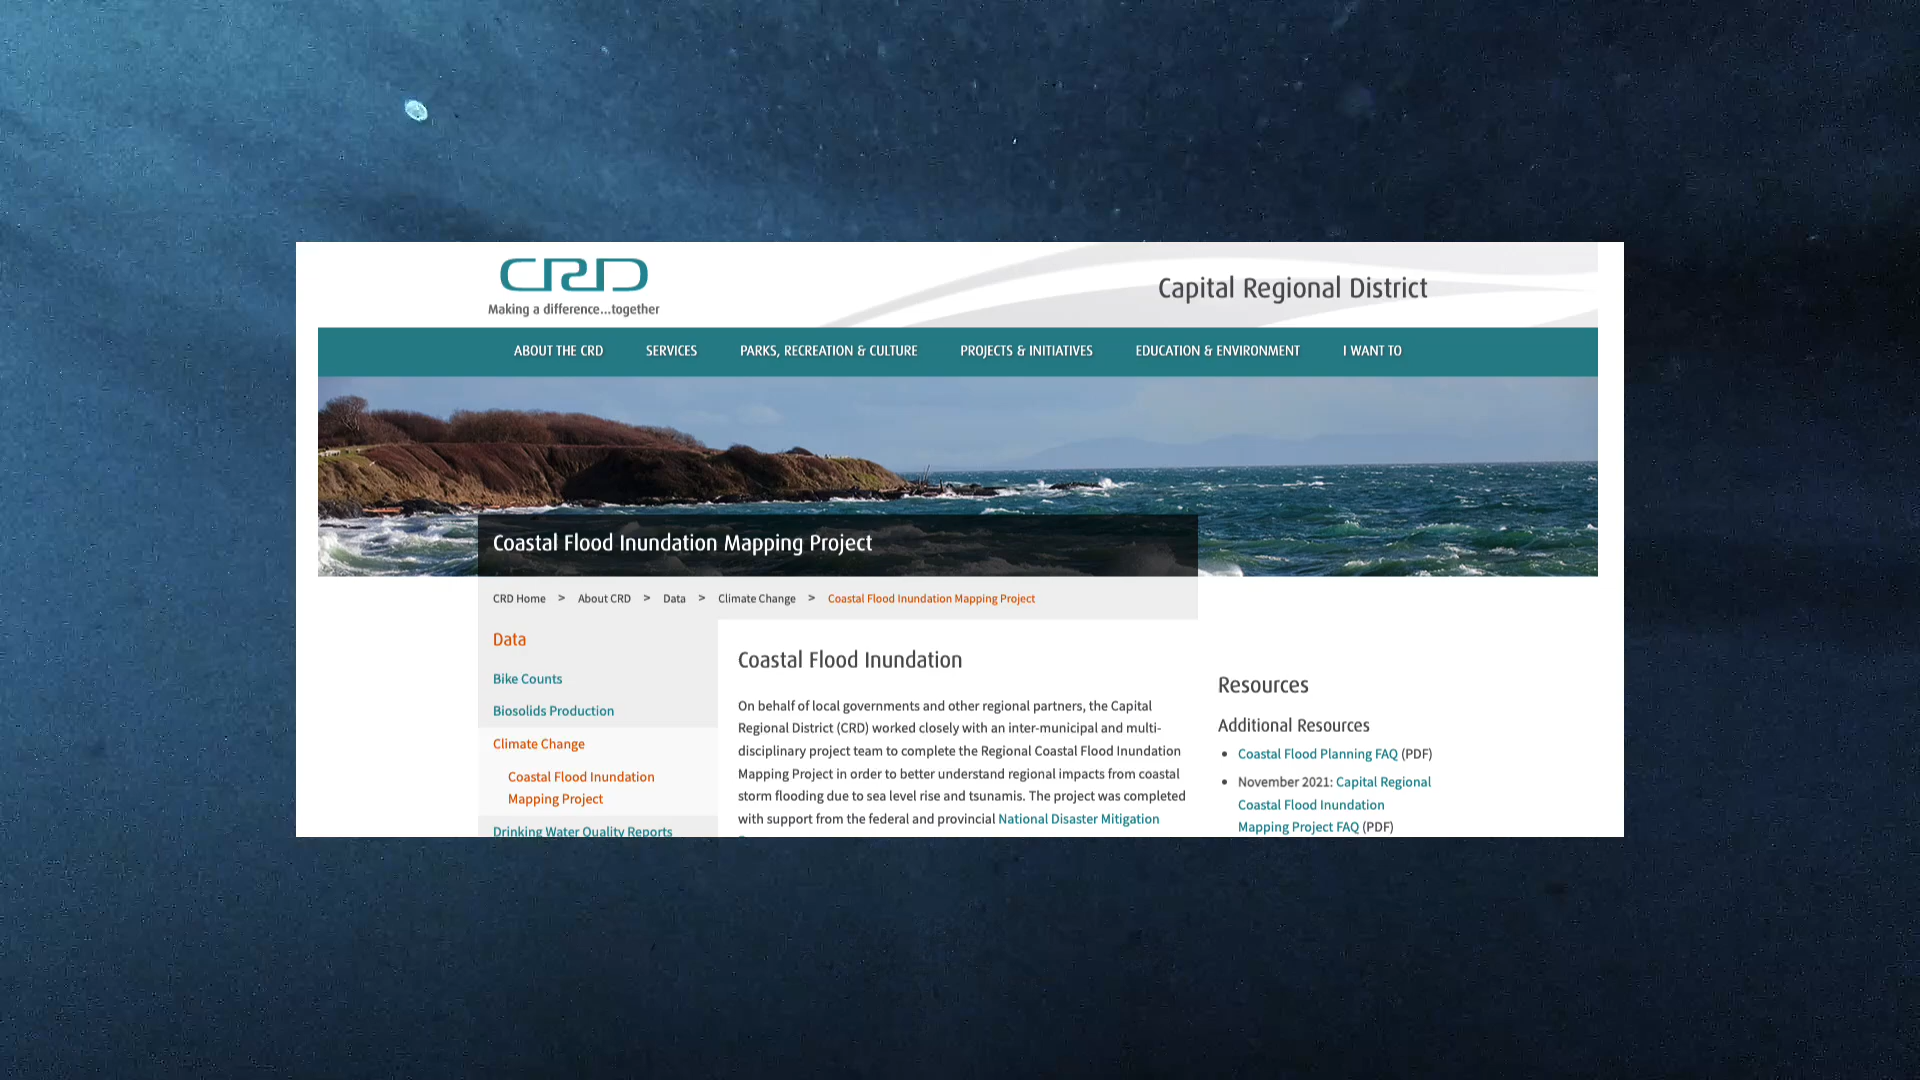 CRD
Making a difference...together
Capital Regional District
ABOUT THE CRD SERVICES PARKS, RECREATION & CULTURE PROJECTS & INITIATIVES EDUCATION & ENVIRONMENT I WANT TO
Coastal Flood Inundation Mapping Project
CRD Home > About CRD > Data > Climate Change > Coastal Flood Inundation Mapping Project
Data
Bike Counts
Biosolids Production
Climate Change
Coastal Flood Inundation
Mapping Project
Drinking Water Quality Reports
Coastal Flood Inundation
On behalf of local governments and other regional partners, the Capital
Regional District (CRD) worked closely with an inter-municipal and multi-
disciplinary project team to complete the Regional Coastal Flood Inundation
Mapping Project in order to better understand regional impacts from coastal
storm flooding due to sea level rise and tsunamis. The project was completed
with support from the federal and provincial National Disaster Mitigation
Resources
Additional Resources
• Coastal Flood Planning FAQ (PDF)
• November 2021: Capital Regional
Coastal Flood Inundation
Mapping Project FAQ (PDF)